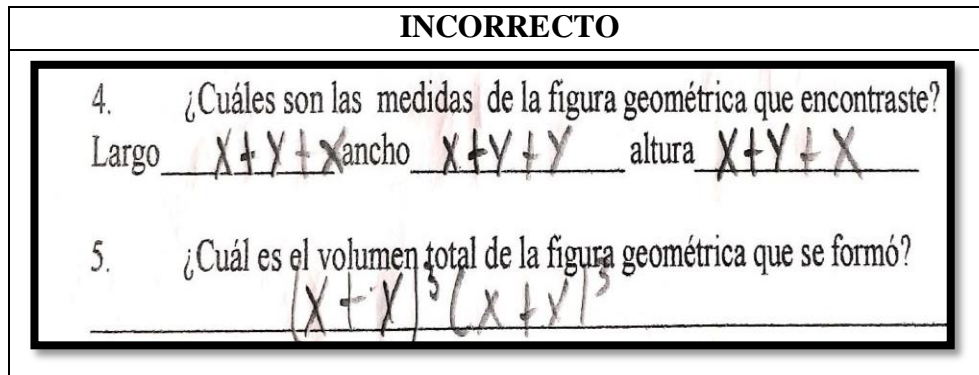 INCORRECTO
4. ¿Cuáles son las medidas de la figura geométrica que encontraste?
Largo X+Y+X ancho X+Y+Y altura X+Y+X
5. ¿Cuál es el volumen total de la figura geométrica que se formó?
(X+X)³(X+X)³